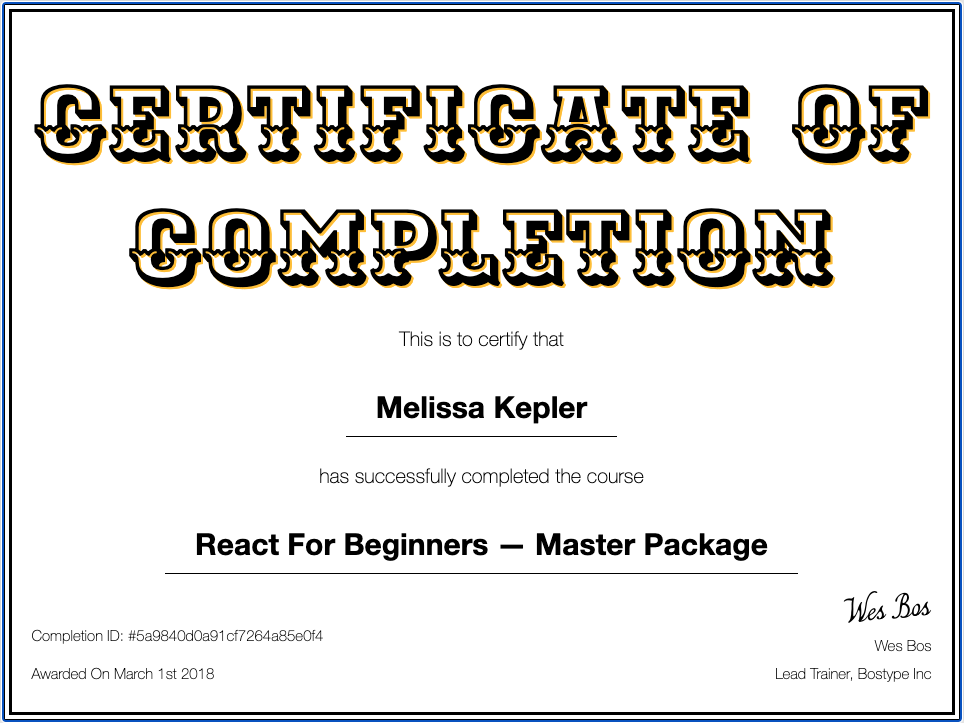 CERTIFICATE OF
COMPLETION
This is to certify that
Melissa Kepler
has successfully completed the course
React For Beginners — Master Package
Wes Bos
Completion ID: #5a9840d0a91cf7264a85e0f4
Wes Bos
Awarded On March 1st 2018
Lead Trainer, Bostype Inc